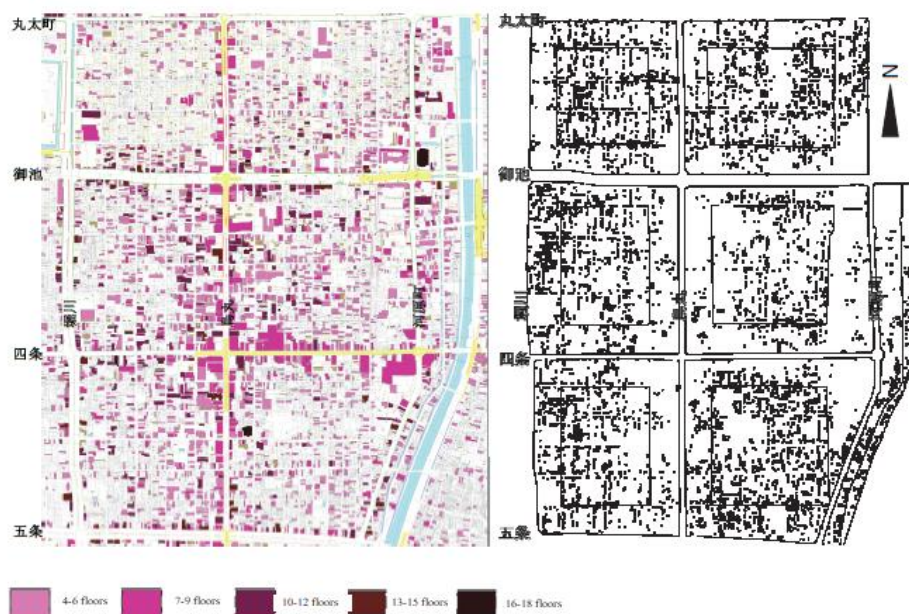 丸太町
御池
四条
五条
丸太町
御池
四条
五条
N
4-6 floors
7-9 floors
10-12 floors
13-15 floors
16-18 floors